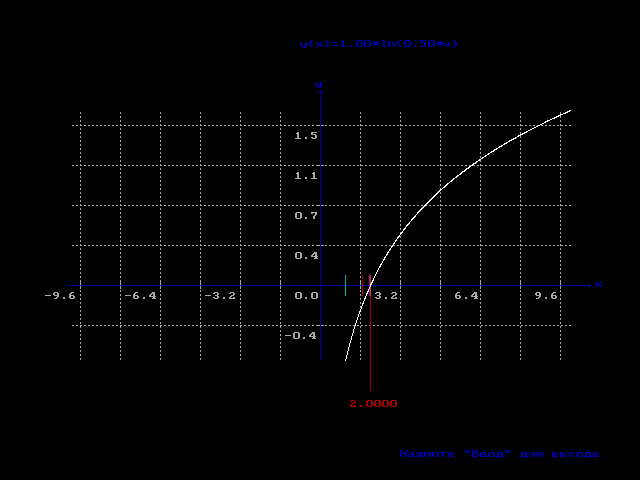 y(x)=1.00*ln(0.50*x)
y
1.5
1.1
0.7
0.4
-9.6 -6.4 -3.2 0.0 3.2 6.4 9.6 x
-0.4
2.0000
Нажмите "Ввод" для выхода